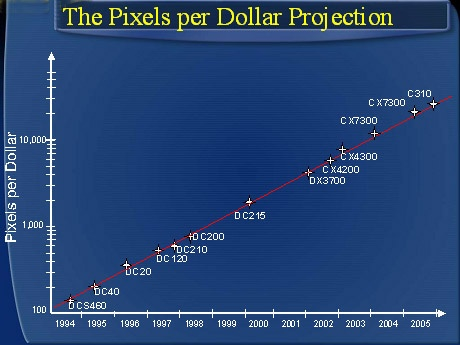 The Pixels per Dollar Projection
Pixels per Dollar
10,000
1,000
100
C310
CX7300
CX7300
CX4300
CX4200
DX3700
DC215
DC200
DC210
DC120
DC20
DC40
DCS460
1994 1995 1996 1997 1998 1999 2000 2001 2002 2003 2004 2005